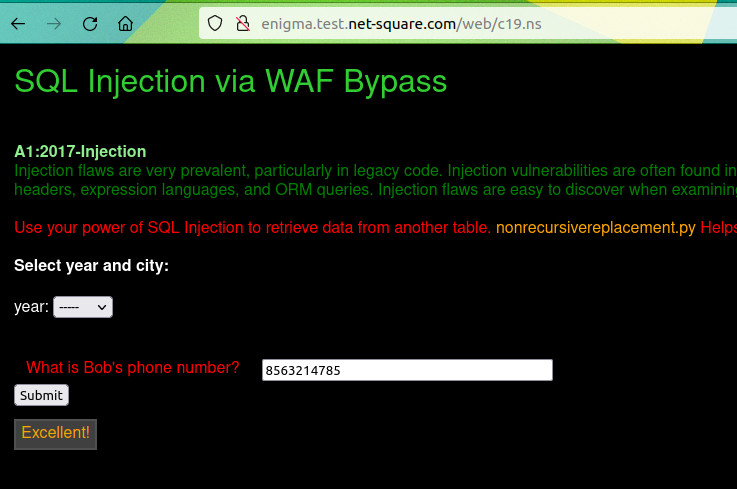 enigma.test.net-square.com/web/c19.ns
SQL Injection via WAF Bypass
A1:2017-Injection
Injection flaws are very prevalent, particularly in legacy code. Injection vulnerabilities are often found in
headers, expression languages, and ORM queries. Injection flaws are easy to discover when examining
Use your power of SQL Injection to retrieve data from another table. nonrecursivereplacement.py Helps
Select year and city:
year: -----
What is Bob's phone number? 8563214785
Submit
Excellent!